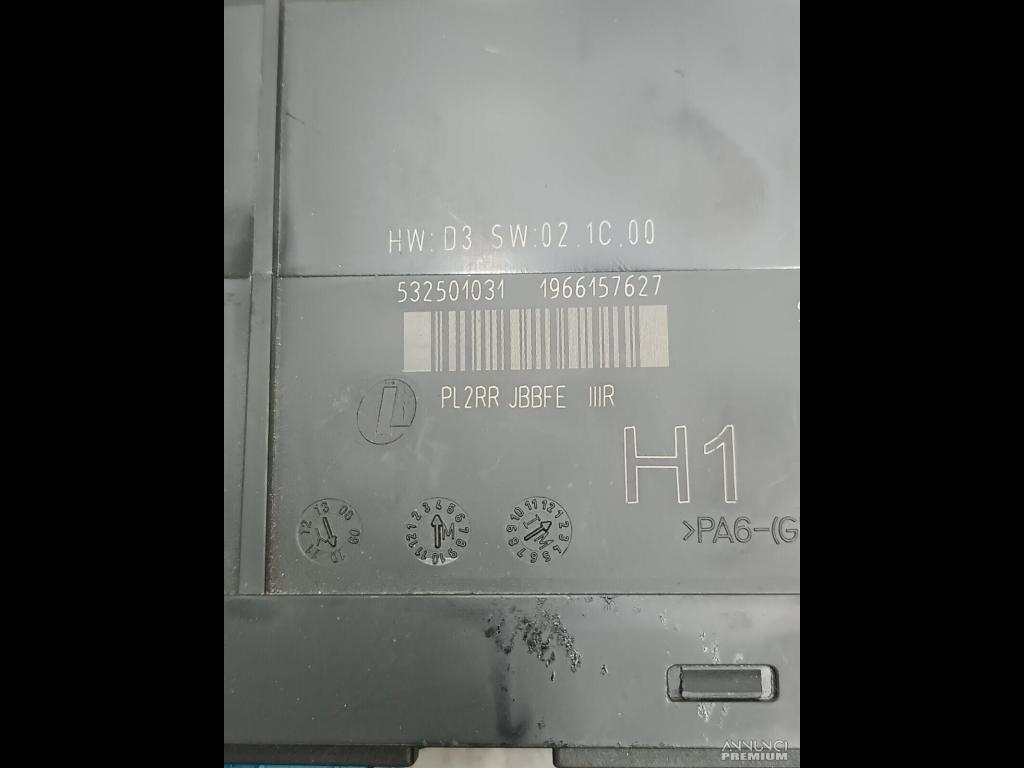 HW: D3 SW:02.1C.00
532501031 1966157627
PL2RR JBBFE IIIR
H1
>PA6-(G
ANNUNCI
PREMIUM